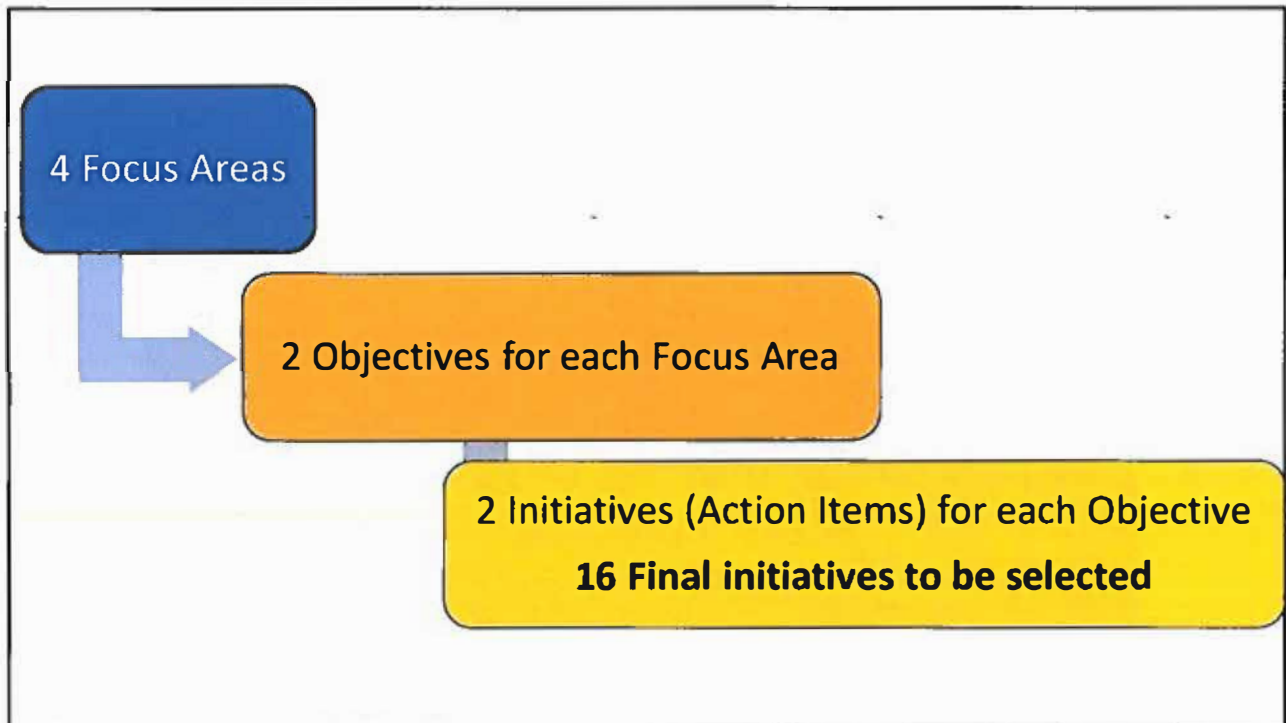 4 Focus Areas
2 Objectives for each Focus Area
2 Initiatives (Action Items) for each Objective
16 Final initiatives to be selected